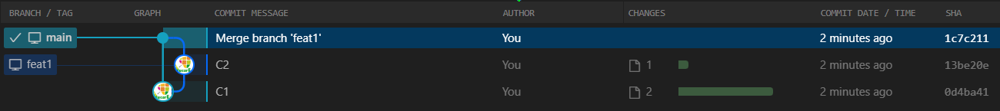 BRANCH / TAG GRAPH COMMIT MESSAGE AUTHOR CHANGES COMMIT DATE / TIME SHA
main Merge branch 'feat1' You 2 minutes ago 1c7c211
feat1 C2 You 1 2 minutes ago 13be20e
C1 You 2 2 minutes ago 0d4ba41